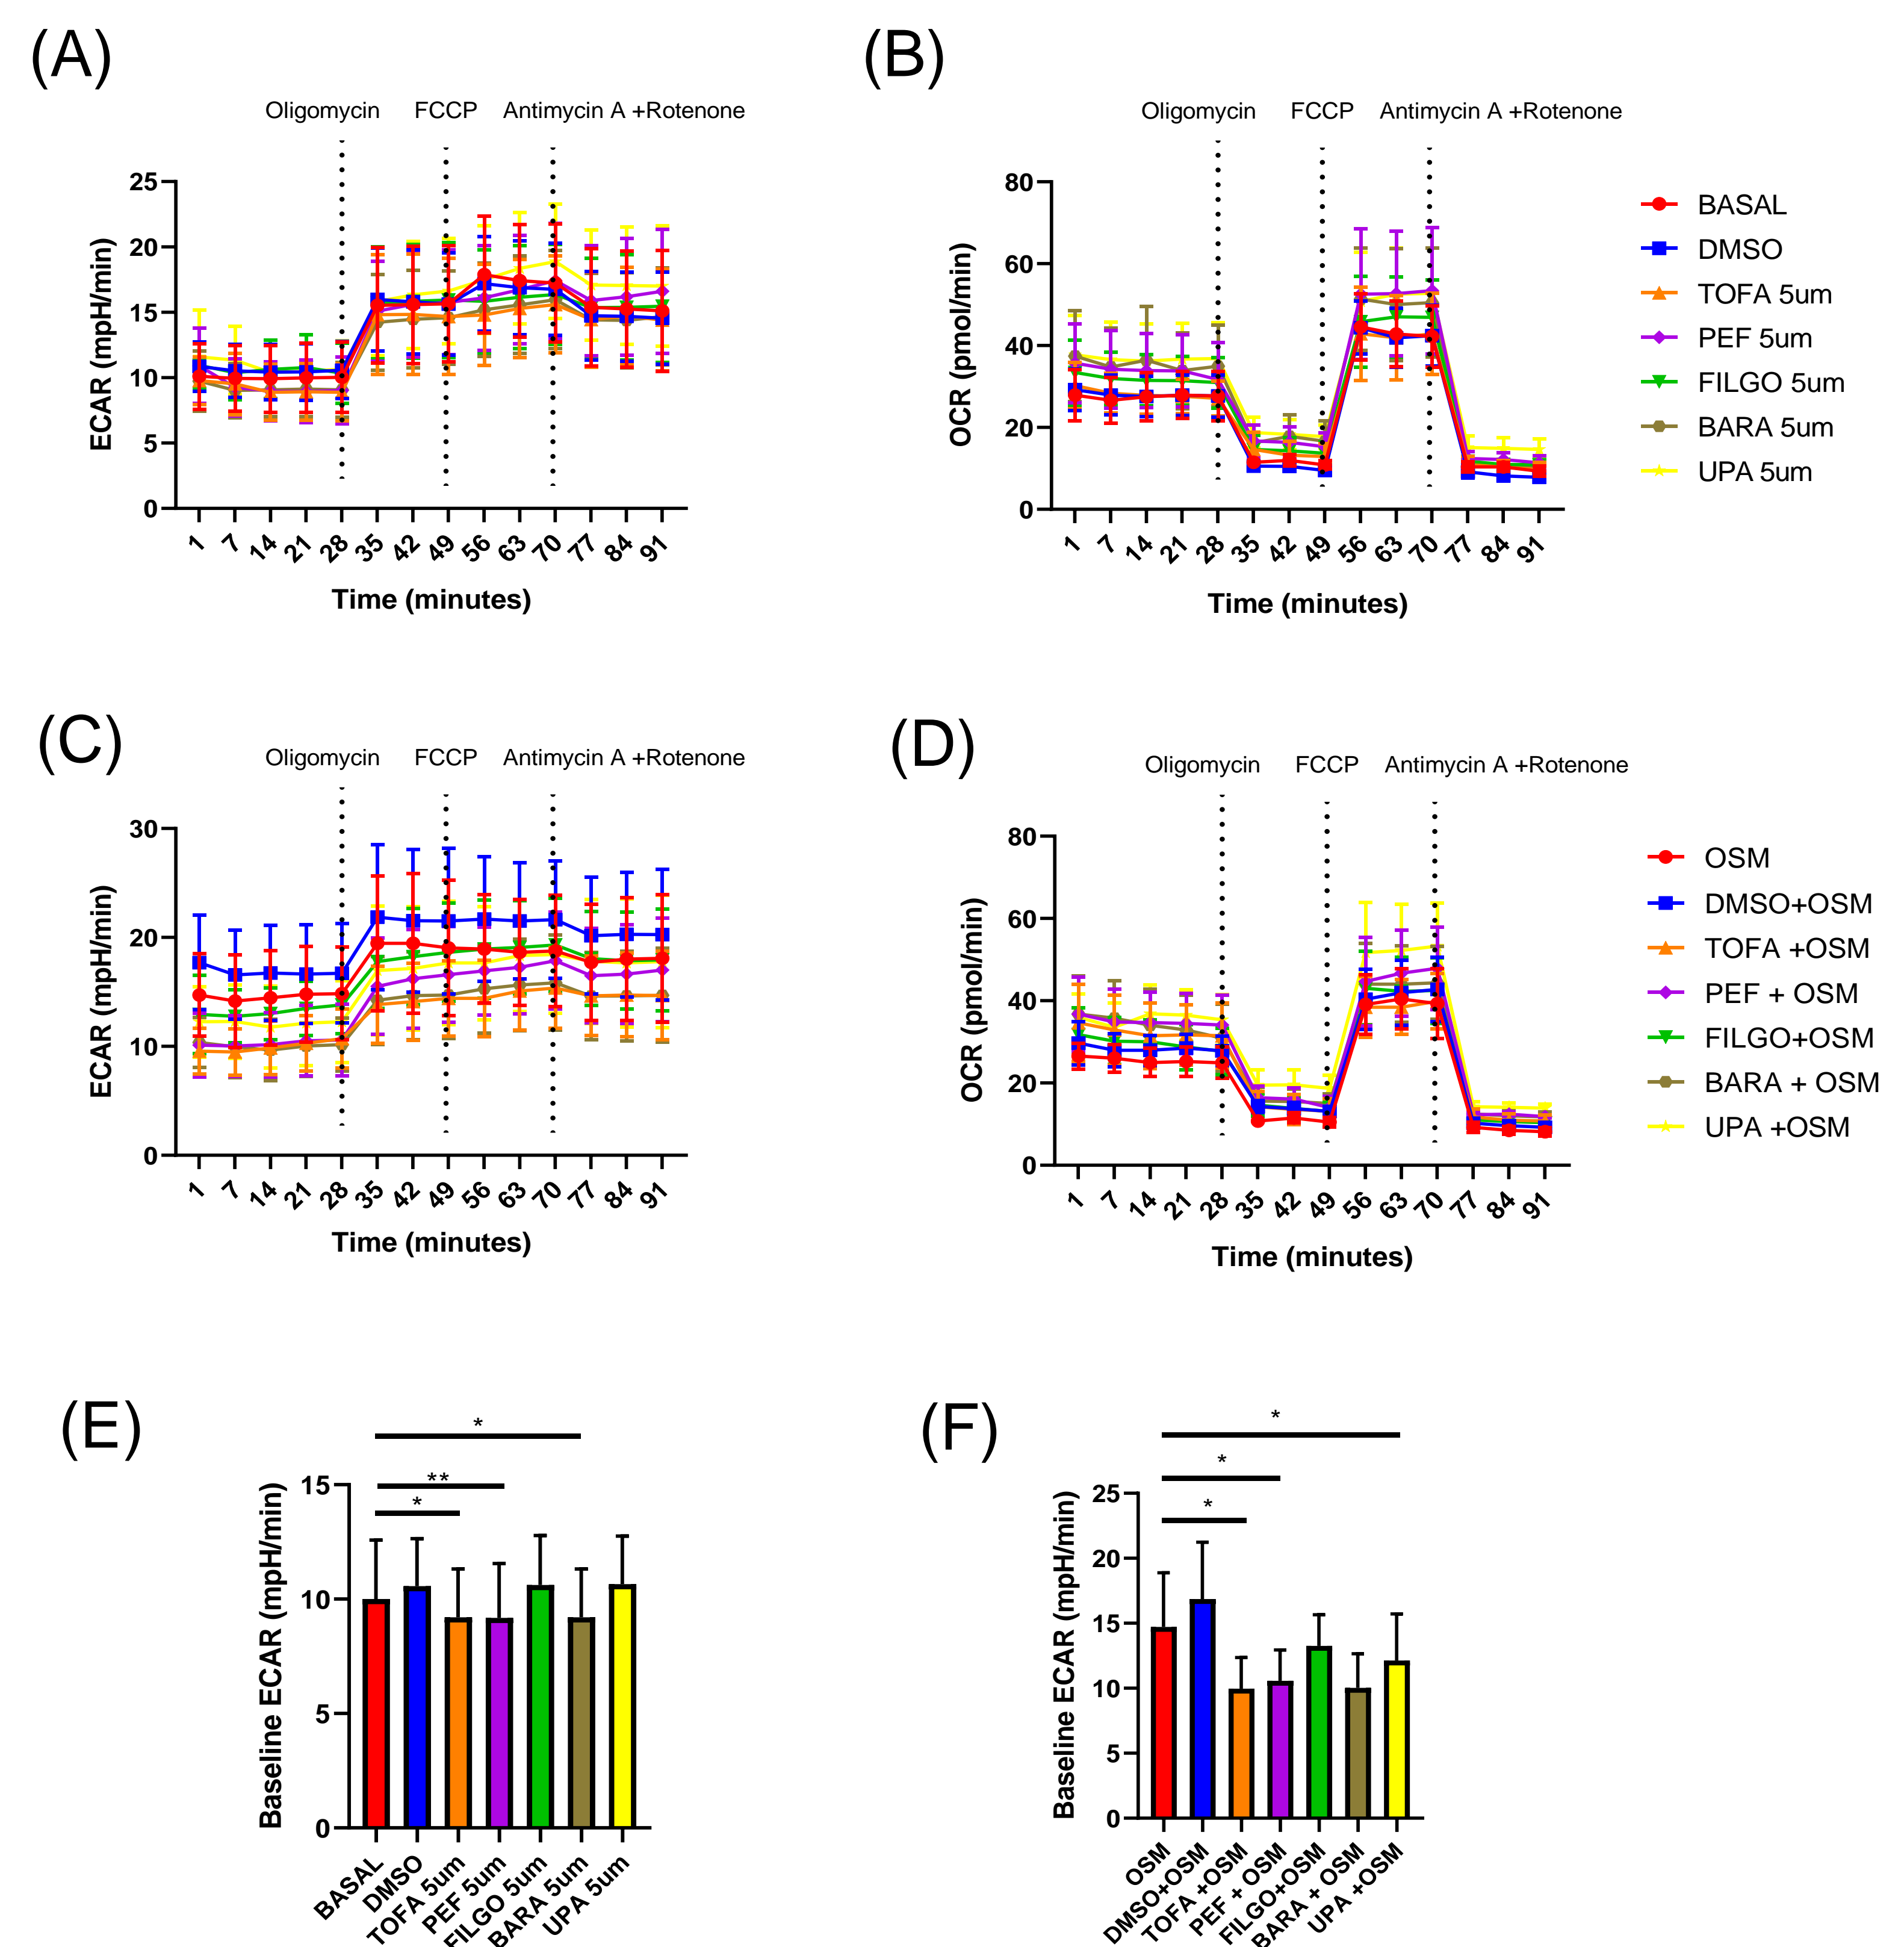 (A)
Oligomycin FCCP Antimycin A +Rotenone
ECAR (mpH/min)
25
20
15
10
5
0
1 7 14 21 28 35 42 49 56 63 70 77 84 91
Time (minutes)
(B)
Oligomycin FCCP Antimycin A +Rotenone
OCR (pmol/min)
80
60
40
20
0
1 7 14 21 28 35 42 49 56 63 70 77 84 91
Time (minutes)
BASAL
DMSO
TOFA 5um
PEF 5um
FILGO 5um
BARA 5um
UPA 5um
(C)
Oligomycin FCCP Antimycin A +Rotenone
ECAR (mpH/min)
30
20
10
0
1 7 14 21 28 35 42 49 56 63 70 77 84 91
Time (minutes)
(D)
Oligomycin FCCP Antimycin A +Rotenone
OCR (pmol/min)
80
60
40
20
0
1 7 14 21 28 35 42 49 56 63 70 77 84 91
Time (minutes)
OSM
DMSO+OSM
TOFA +OSM
PEF + OSM
FILGO+OSM
BARA + OSM
UPA +OSM
(E)
*
**
*
Baseline ECAR (mpH/min)
15
10
5
0
BASAL
DMSO
TOFA 5um
PEF 5um
FILGO 5um
BARA 5um
UPA 5um
(F)
*
*
*
Baseline ECAR (mpH/min)
25
20
15
10
5
0
OSM
DMSO+OSM
TOFA +OSM
PEF + OSM
FILGO+OSM
BARA + OSM
UPA +OSM